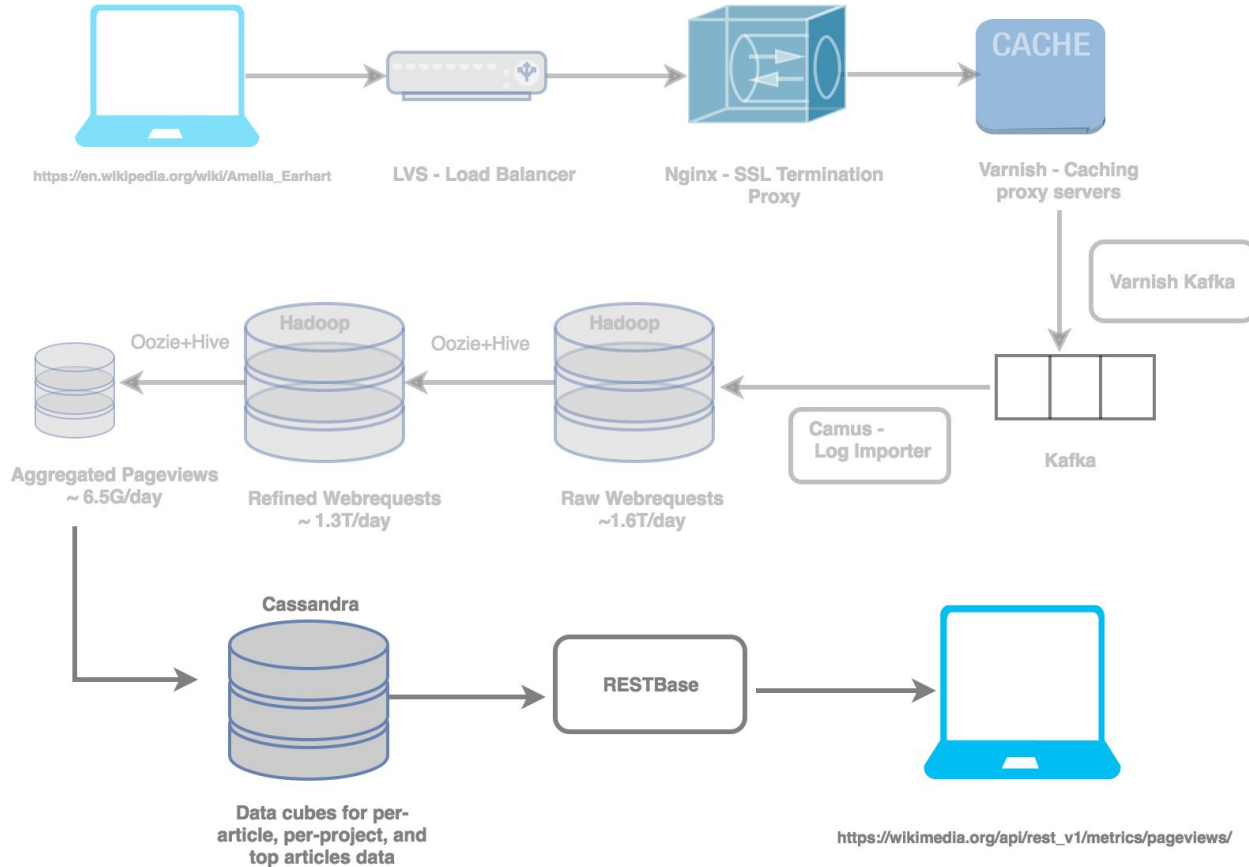 CACHE
https://en.wikipedia.org/wiki/Amelia_Earhart
LVS - Load Balancer
Nginx - SSL Termination
Proxy
Varnish - Caching
proxy servers
Varnish Kafka
Hadoop
Hadoop
Oozie+Hive
Oozie+Hive
Camus -
Log Importer
Kafka
Aggregated Pageviews
~ 6.5G/day
Refined Webrequests
~ 1.3T/day
Raw Webrequests
~1.6T/day
Cassandra
RESTBase
Data cubes for per-
article, per-project, and
top articles data
https://wikimedia.org/api/rest_v1/metrics/pageviews/